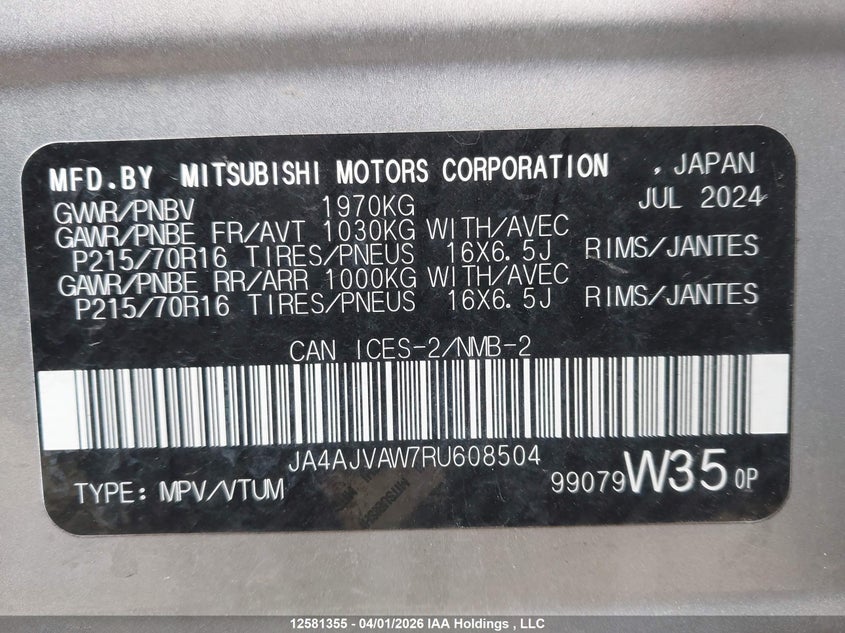 MFD.BY MITSUBISHI MOTORS CORPORATION , JAPAN
GVWR/PNBV 1970KG JUL 2024
GAWR/PNBE FR/AVT 1030KG WITH/AVEC
P215/70R16 TIRES/PNEUS 16X6.5J RIMS/JANTES
GAWR/PNBE RR/ARR 1000KG WITH/AVEC
P215/70R16 TIRES/PNEUS 16X6.5J RIMS/JANTES
CAN ICES-2/NMB-2
JA4AJVAW7RU608504
TYPE: MPV/VTUM 99079W35 0P
MITSUBISHI
12581355 - 04/01/2026 IAA Holdings , LLC